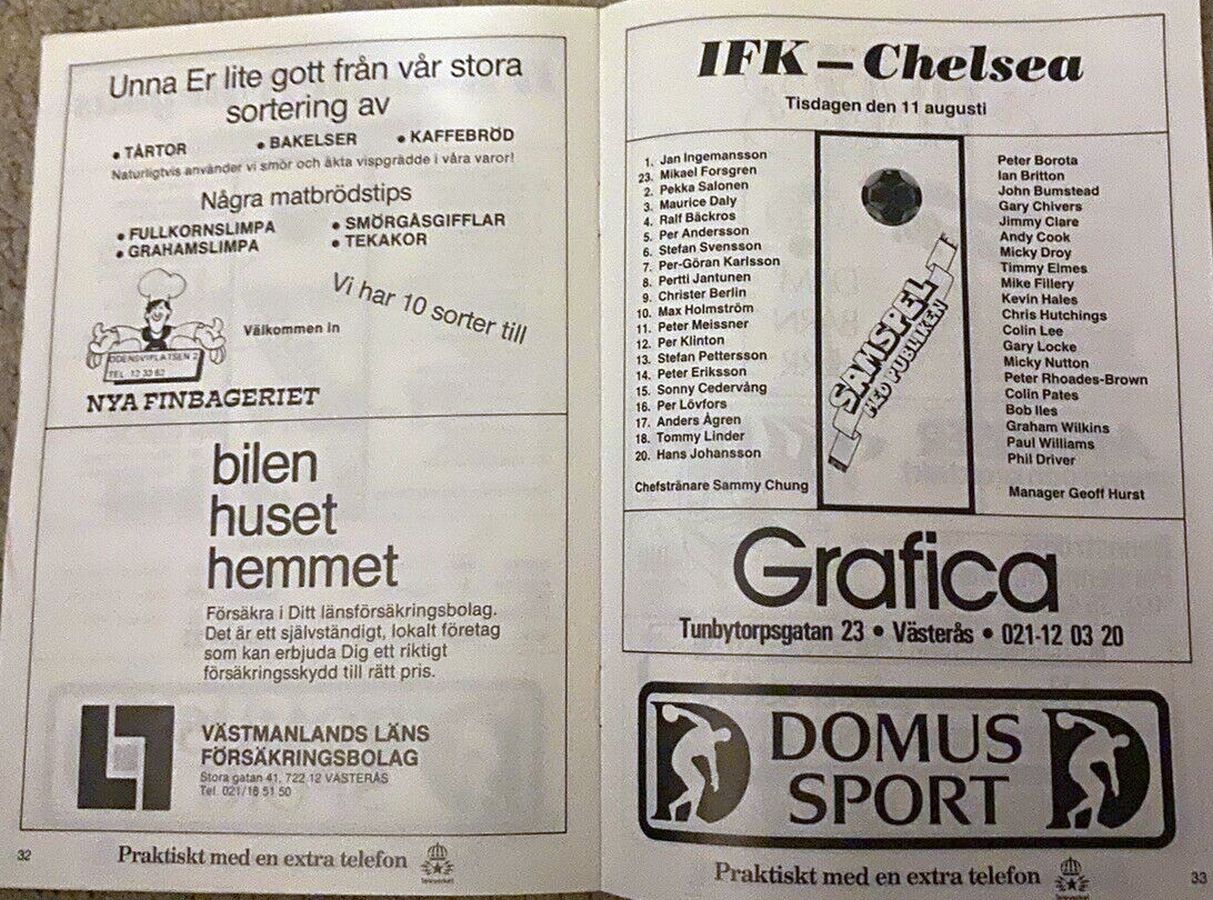 Unna Er lite gott från vår stora
sortering av
• TÅRTOR • BAKELSER • KAFFEBRÖD
Naturligtvis använder vi smör och äkta vispgrädde i våra varor!
Några matbrödstips
• FULLKORNSLIMPA • SMÖRGÅSGIFFLAR
• GRAHAMSLIMPA • TEKAKOR
Vi har 10 sorter till
Välkommen in
ODENSVIPLATSEN 2
TEL. 12 33 62
NYA FINBAGERIET
bilen
huset
hemmet
Försäkra i Ditt länsförsäkringsbolag.
Det är ett självständigt, lokalt företag
som kan erbjuda Dig ett riktigt
försäkringsskydd till rätt pris.
VÄSTMANLANDS LÄNS
FÖRSÄKRINGSBOLAG
Stora gatan 41, 722 12 VÄSTERÅS
Tel. 021/18 51 50
32
Praktiskt med en extra telefon
Televerket
IFK – Chelsea
Tisdagen den 11 augusti
1. Jan Ingemansson
23. Mikael Forsgren
2. Pekka Salonen
3. Maurice Daly
4. Ralf Bäckros
5. Per Andersson
6. Stefan Svensson
7. Per-Göran Karlsson
8. Pertti Jantunen
9. Christer Berlin
10. Max Holmström
11. Peter Meissner
12. Per Klinton
13. Stefan Pettersson
14. Peter Eriksson
15. Sonny Cedervång
16. Per Lövfors
17. Anders Ågren
18. Tommy Linder
20. Hans Johansson
Chefstränare Sammy Chung
SAMSPEL
MED PUBLIKEN
Peter Borota
Ian Britton
John Bumstead
Gary Chivers
Jimmy Clare
Andy Cook
Micky Droy
Timmy Elmes
Mike Fillery
Kevin Hales
Chris Hutchings
Colin Lee
Gary Locke
Micky Nutton
Peter Rhoades-Brown
Colin Pates
Bob Iles
Graham Wilkins
Paul Williams
Phil Driver
Manager Geoff Hurst
Grafica
Tunbytorpsgatan 23 • Västerås • 021-12 03 20
DOMUS
SPORT
Praktiskt med en extra telefon
Televerket
33